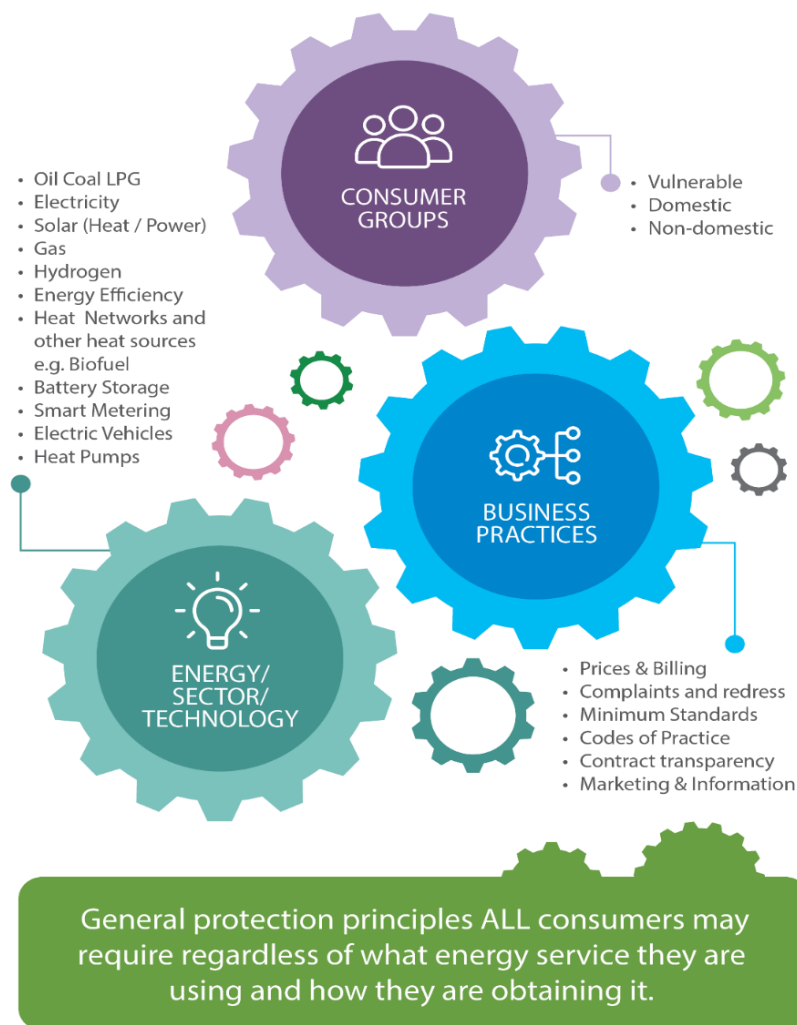 CONSUMER
GROUPS
• Vulnerable
• Domestic
• Non-domestic
• Oil Coal LPG
• Electricity
• Solar (Heat / Power)
• Gas
• Hydrogen
• Energy Efficiency
• Heat Networks and
other heat sources
e.g. Biofuel
• Battery Storage
• Smart Metering
• Electric Vehicles
• Heat Pumps
BUSINESS
PRACTICES
ENERGY/
SECTOR/
TECHNOLOGY
• Prices & Billing
• Complaints and redress
• Minimum Standards
• Codes of Practice
• Contract transparency
• Marketing & Information
General protection principles ALL consumers may
require regardless of what energy service they are
using and how they are obtaining it.